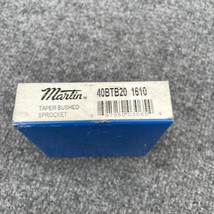 Martin
40BTB20 1610
TAPER BUSHED
SPROCKET